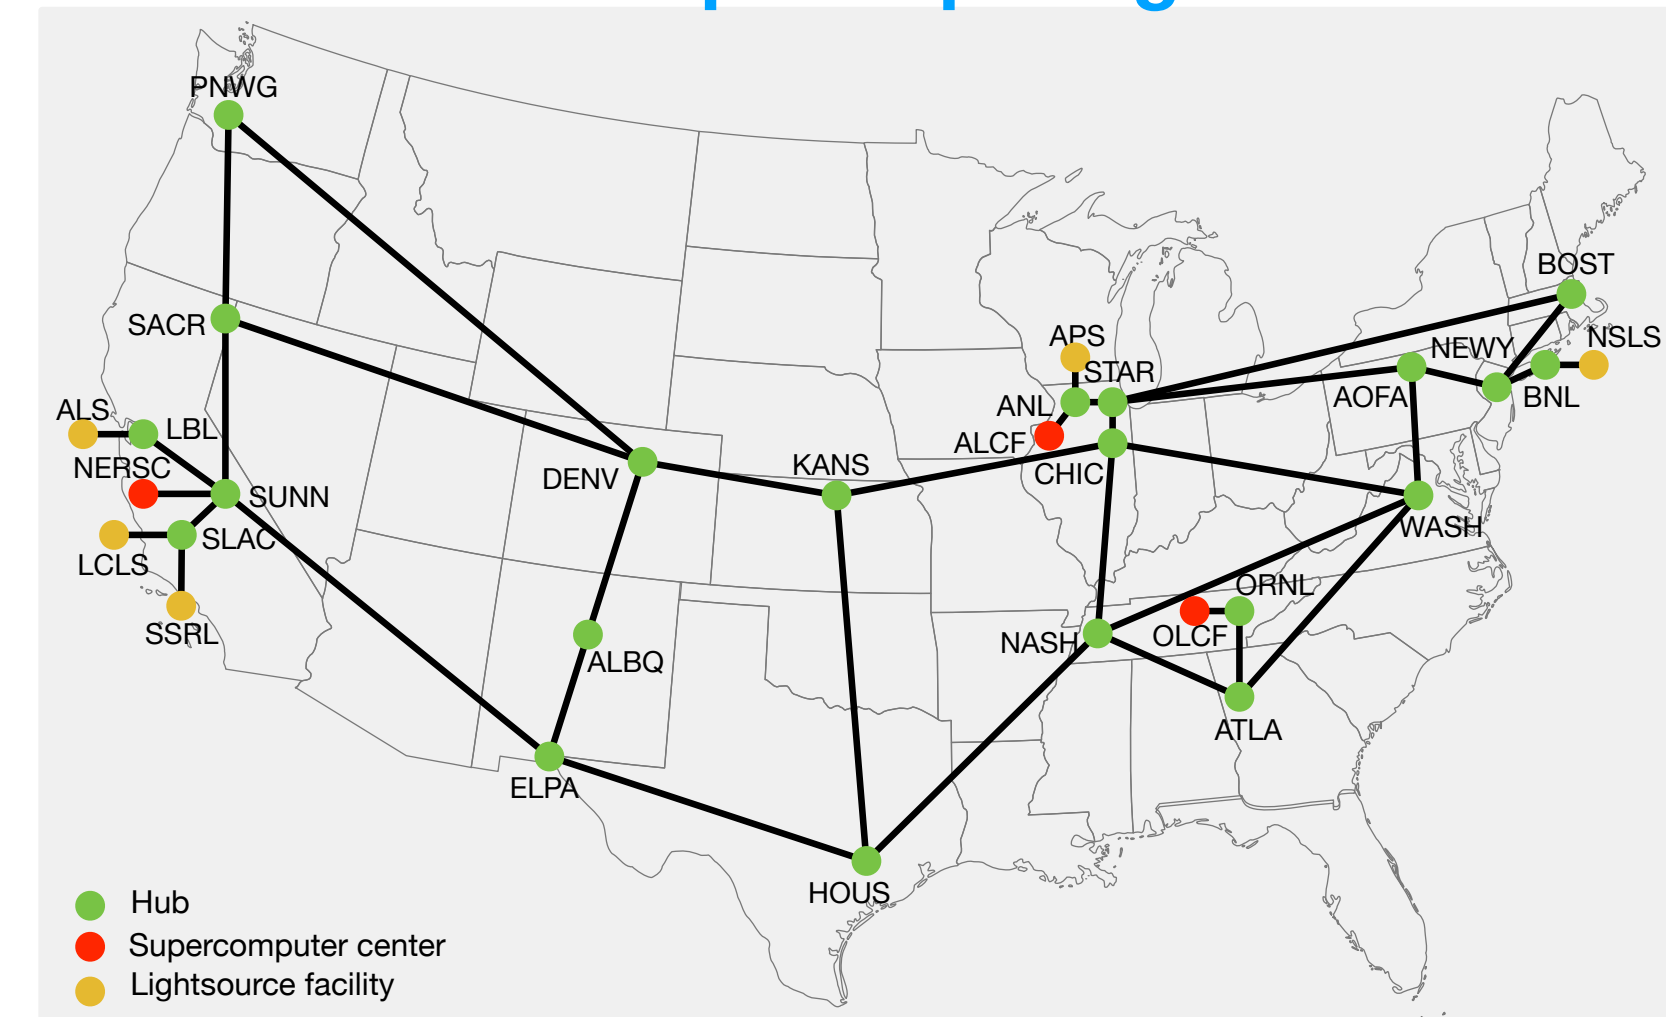 PNWG
BOST
SACR
APS
NSLS
NEWY
STAR
AOFA
BNL
ANL
ALS
LBL
ALCF
NERSC
KANS
CHIC
DENV
SUNN
WASH
SLAC
LCLS
ORNL
SSRL
OLCF
NASH
ALBQ
ATLA
ELPA
HOUS
Hub
Supercomputer center
Lightsource facility